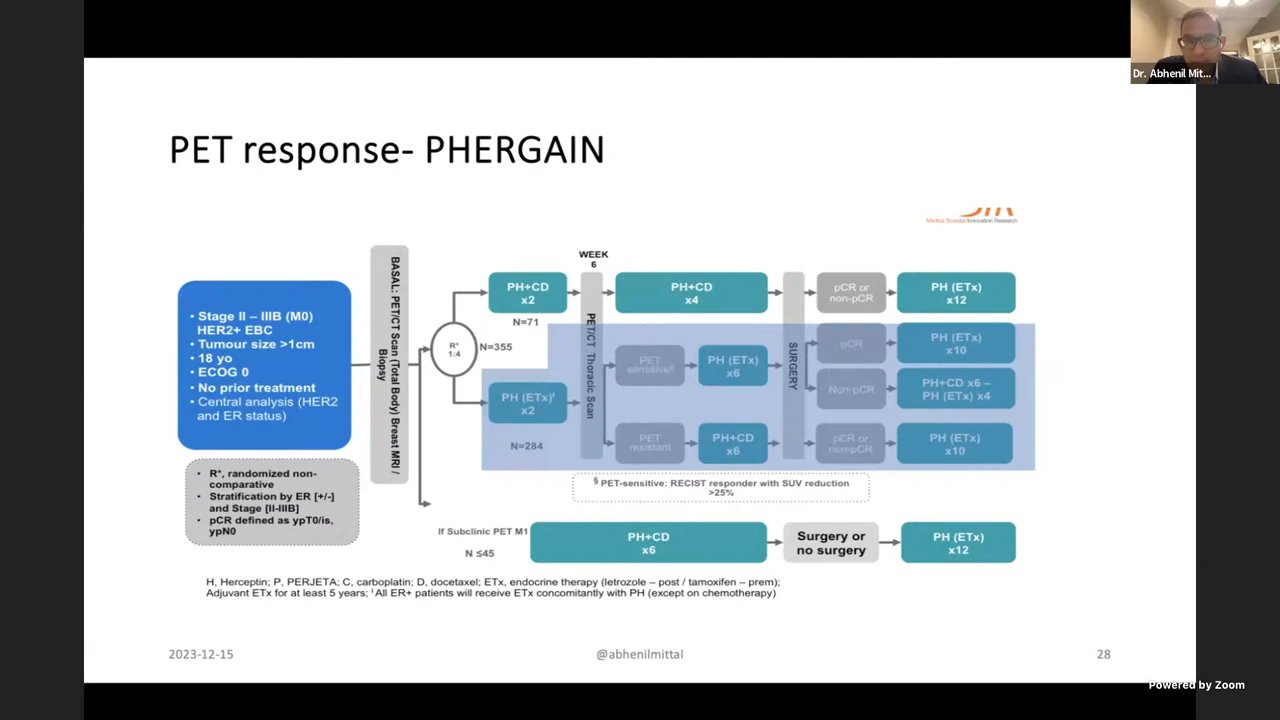 Dr. Abhenil Mit...
PET response- PHERGAIN
Medica Scientia Innovation Research
• Stage II – IIIB (M0)
HER2+ EBC
• Tumour size >1cm
• 18 yo
• ECOG 0
• No prior treatment
• Central analysis (HER2
and ER status)
• R*, randomized non-
comparative
• Stratification by ER [+/-]
and Stage [II-IIIB]
• pCR defined as ypT0/is,
ypN0
BASAL: PET/CT Scan (Total Body) Breast MRI /
Biopsy
R*
1:4
N=355
PH+CD
x2
N=71
PH (ETx)ᴵ
x2
N=284
WEEK
6
PET/CT Thoracic Scan
PH+CD
x4
PET
sensitive§
PH (ETx)
x6
PET
resistant
PH+CD
x6
SURGERY
pCR or
non-pCR
PH (ETx)
x12
pCR
PH (ETx)
x10
Non-pCR
PH+CD x6 –
PH (ETx) x4
pCR or
nonpCR
PH (ETx)
x10
§ PET-sensitive: RECIST responder with SUV reduction
>25%
If Subclinic PET M1
N ≤45
PH+CD
x6
Surgery or
no surgery
PH (ETx)
x12
H, Herceptin; P, PERJETA; C, carboplatin; D, docetaxel; ETx, endocrine therapy (letrozole – post / tamoxifen – prem);
Adjuvant ETx for at least 5 years; ᴵAll ER+ patients will receive ETx concomitantly with PH (except on chemotherapy)
2023-12-15
@abhenilmittal
28
Powered by Zoom